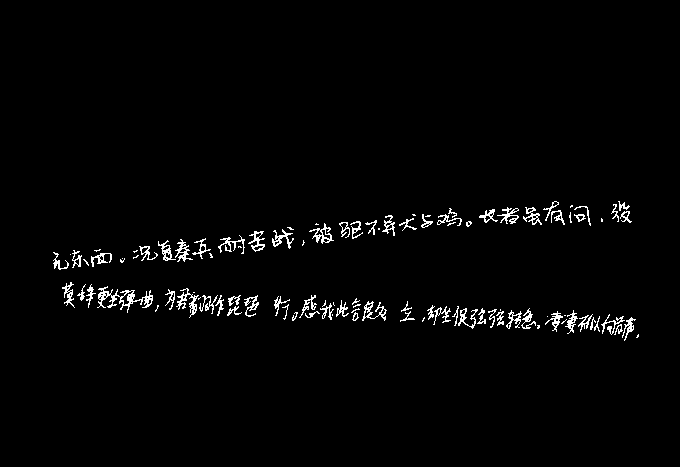 无东西。况复秦兵耐苦战，被驱不异犬与鸡。长者虽有问，役
莫辞更坐弹一曲，为君翻作琵琶行。感我此言良久立，却坐促弦弦转急。凄凄不似向前声，